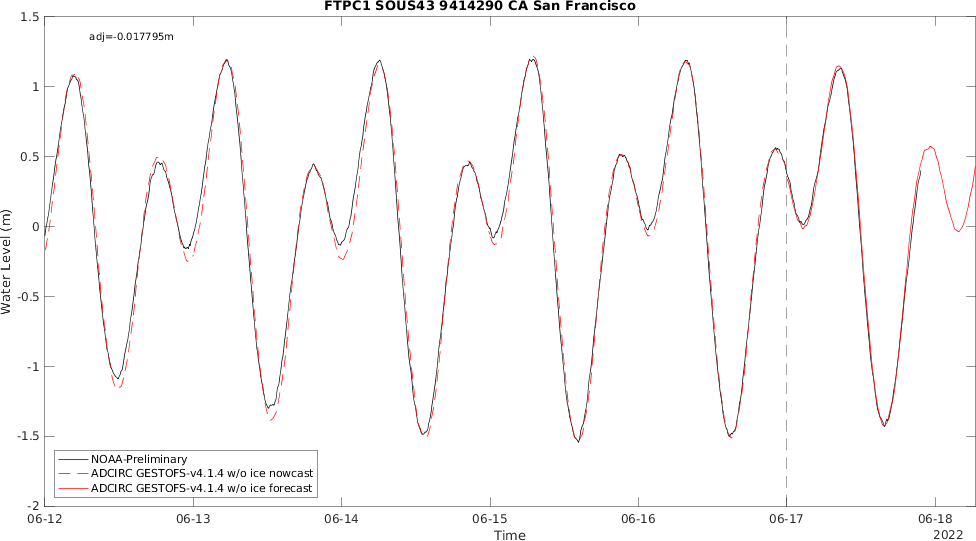 FTPC1 SOUS43 9414290 CA San Francisco
adj=-0.017795m
1.5
1
0.5
0
-0.5
-1
-1.5
-2
Water Level (m)
NOAA-Preliminary
ADCIRC GESTOFS-v4.1.4 w/o ice nowcast
ADCIRC GESTOFS-v4.1.4 w/o ice forecast
06-12 06-13 06-14 06-15 06-16 06-17 06-18
Time
2022